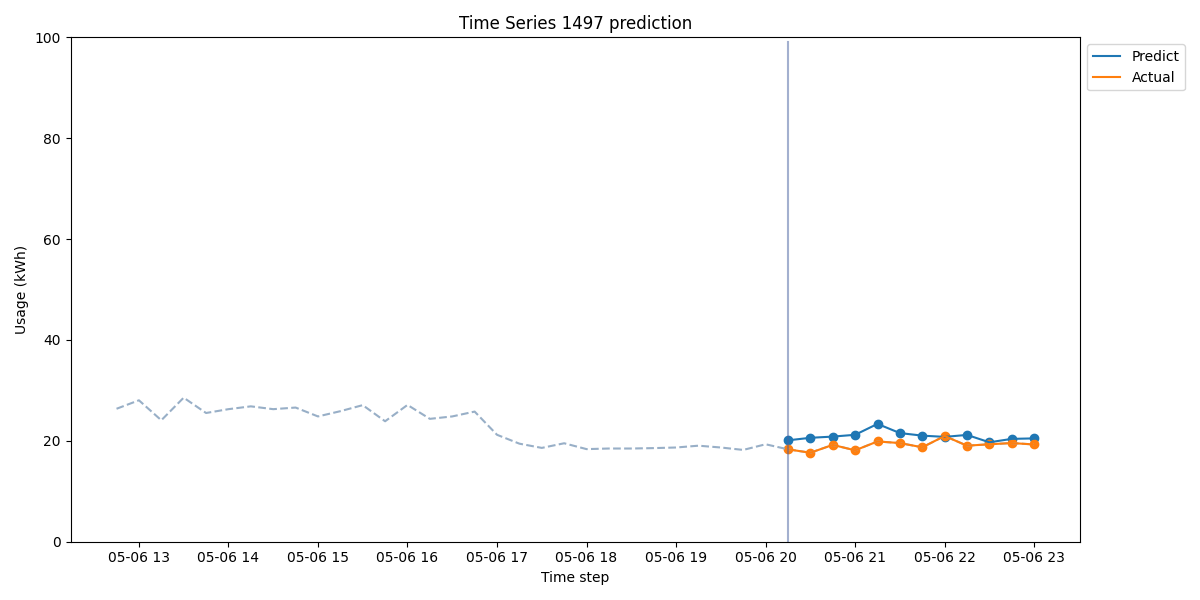 Time Series 1497 prediction
Predict
Actual
Usage (kWh)
100
80
60
40
20
0
05-06 13 05-06 14 05-06 15 05-06 16 05-06 17 05-06 18 05-06 19 05-06 20 05-06 21 05-06 22 05-06 23
Time step